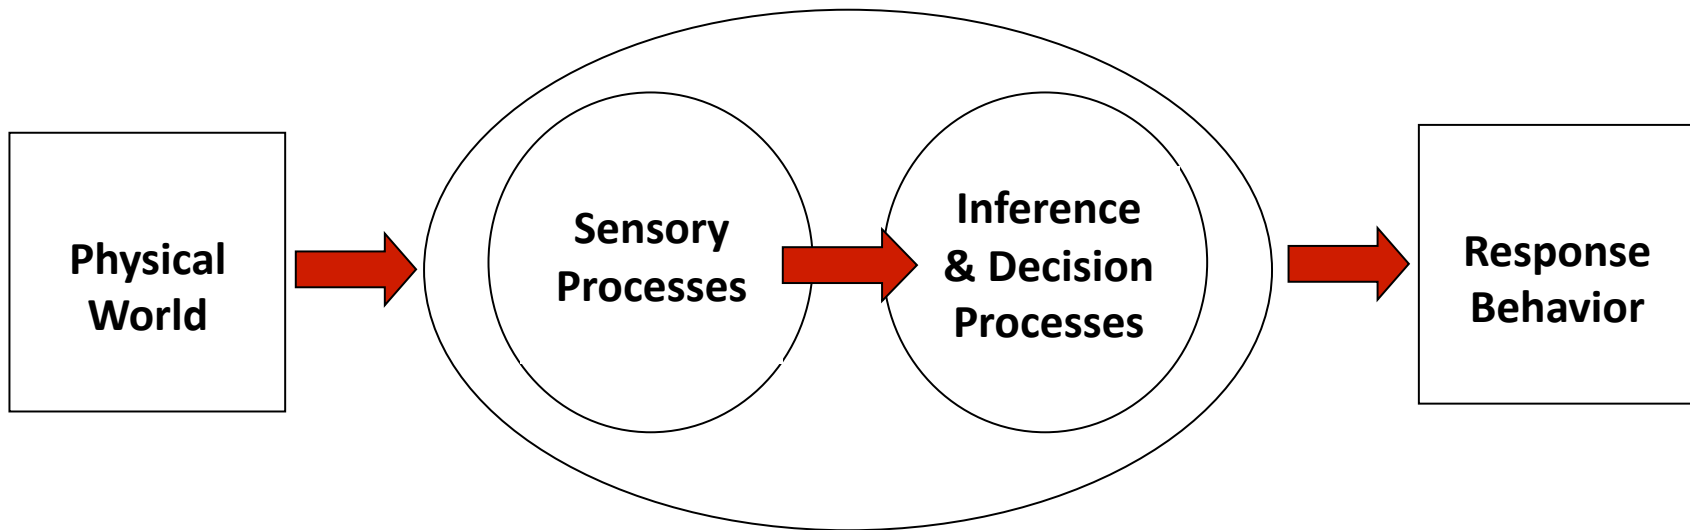 Physical
World
Sensory
Processes
Inference
& Decision
Processes
Response
Behavior